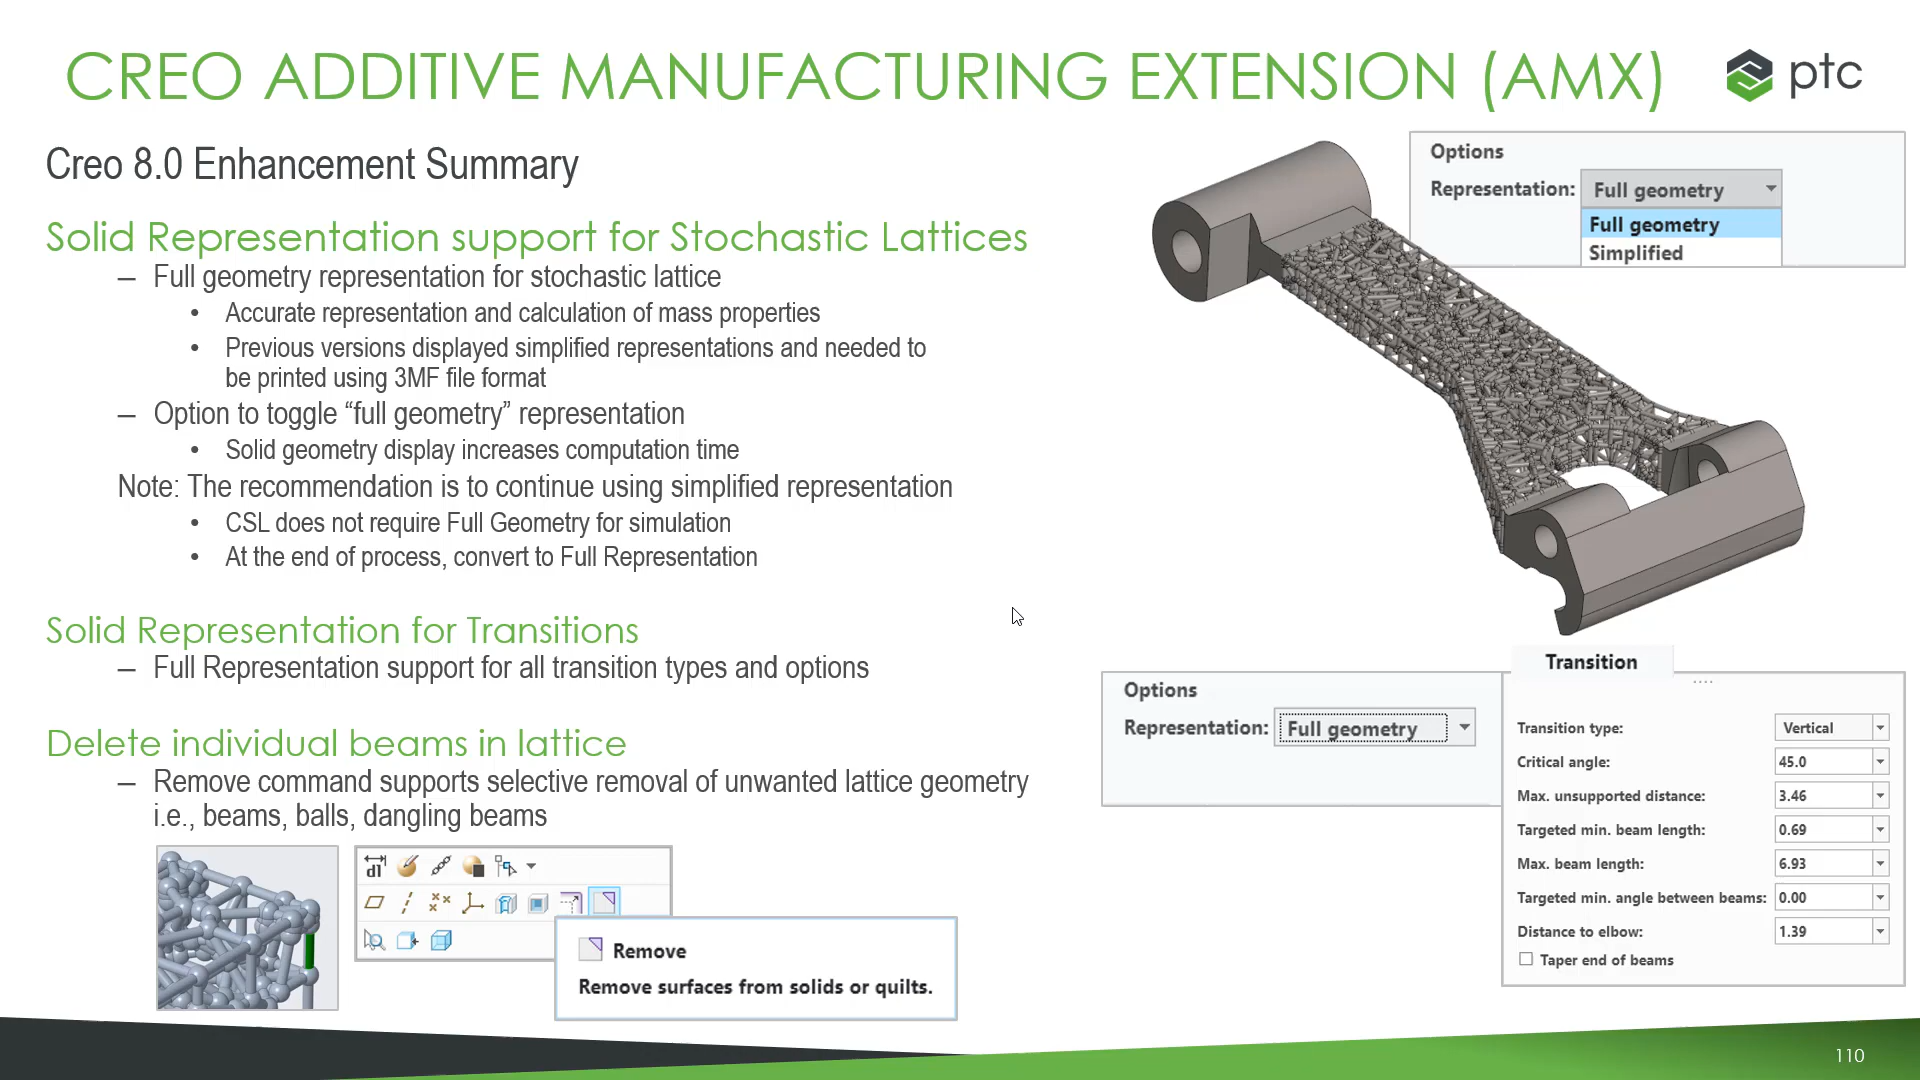 CREO ADDITIVE MANUFACTURING EXTENSION (AMX)
ptc
Creo 8.0 Enhancement Summary
Solid Representation support for Stochastic Lattices
– Full geometry representation for stochastic lattice
• Accurate representation and calculation of mass properties
• Previous versions displayed simplified representations and needed to
be printed using 3MF file format
– Option to toggle “full geometry” representation
• Solid geometry display increases computation time
Note: The recommendation is to continue using simplified representation
• CSL does not require Full Geometry for simulation
• At the end of process, convert to Full Representation
Solid Representation for Transitions
– Full Representation support for all transition types and options
Delete individual beams in lattice
– Remove command supports selective removal of unwanted lattice geometry
i.e., beams, balls, dangling beams
d1
Remove
Remove surfaces from solids or quilts.
Options
Representation: Full geometry
Full geometry
Simplified
Options
Representation: Full geometry
Transition
Transition type: Vertical
Critical angle: 45.0
Max. unsupported distance: 3.46
Targeted min. beam length: 0.69
Max. beam length: 6.93
Targeted min. angle between beams: 0.00
Distance to elbow: 1.39
Taper end of beams
110